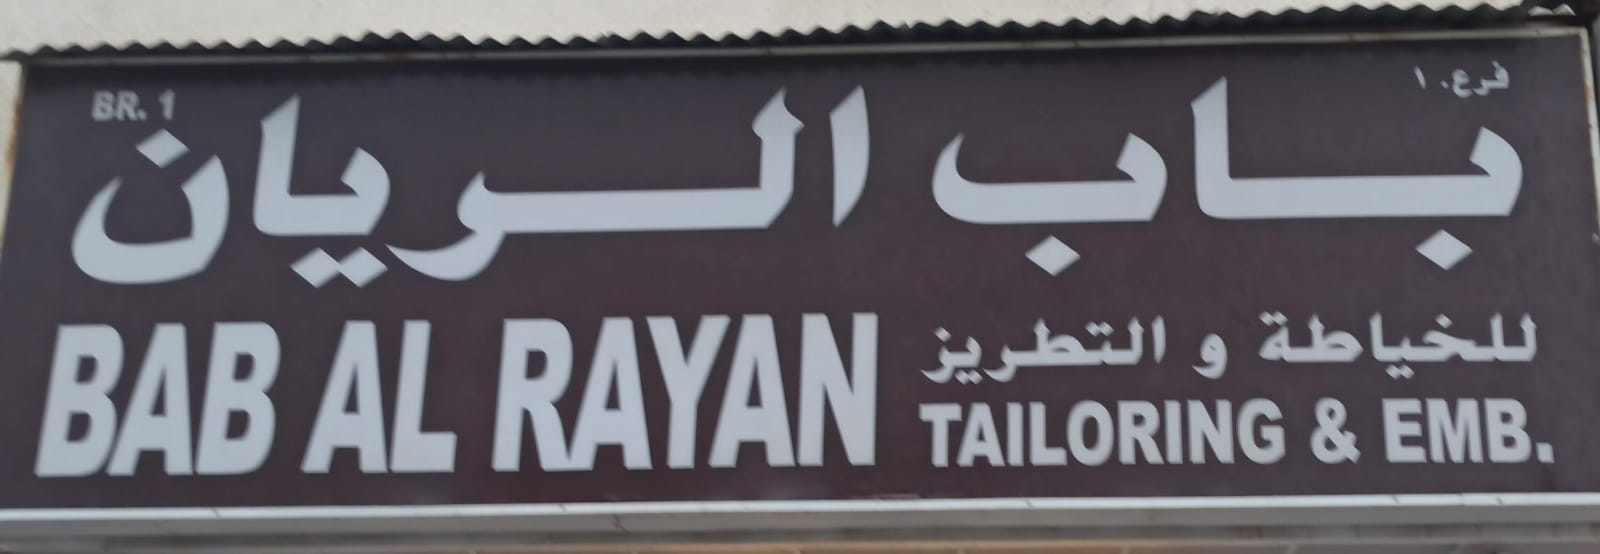 BR. 1
فرع. ١
باب الريان
BAB AL RAYAN
للخياطة و التطريز
TAILORING & EMB.